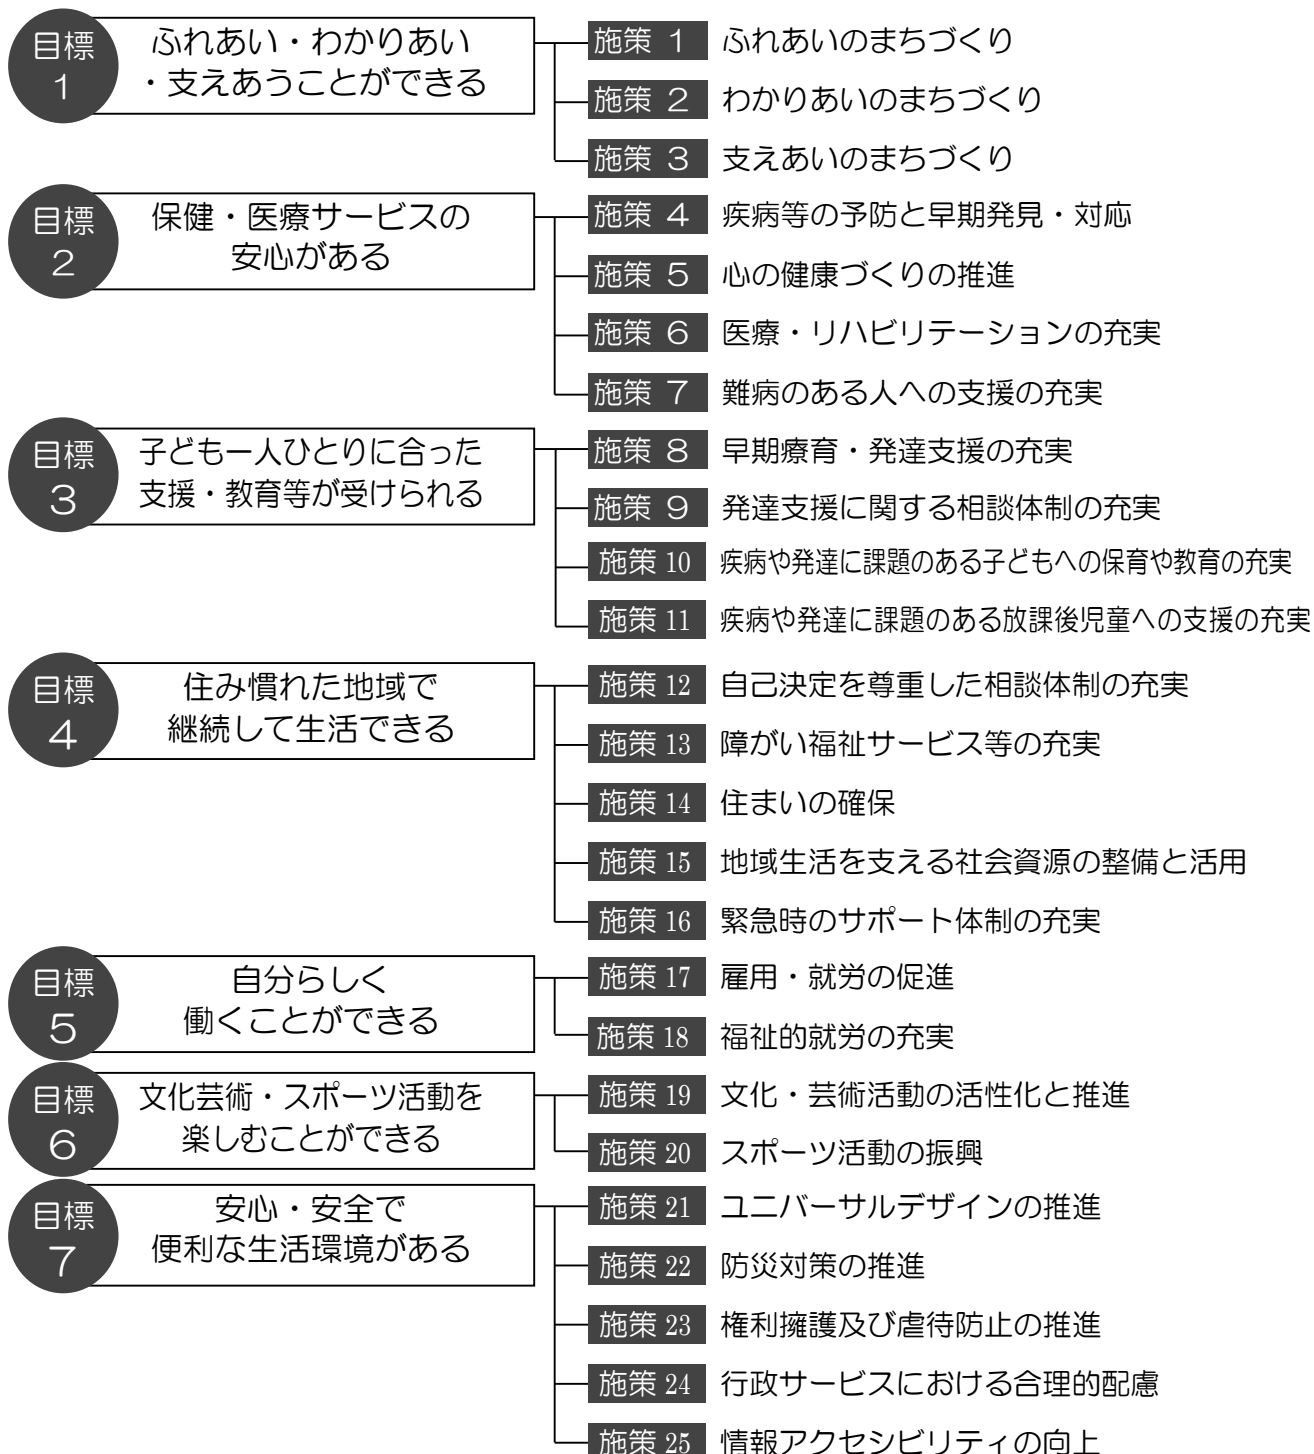 目標
1
ふれあい・わかりあい
・支えあうことができる
施策 1 ふれあいのまちづくり
施策 2 わかりあいのまちづくり
施策 3 支えあいのまちづくり
目標
2
保健・医療サービスの
安心がある
施策 4 疾病等の予防と早期発見・対応
施策 5 心の健康づくりの推進
施策 6 医療・リハビリテーションの充実
施策 7 難病のある人への支援の充実
目標
3
子ども一人ひとりに合った
支援・教育等が受けられる
施策 8 早期療育・発達支援の充実
施策 9 発達支援に関する相談体制の充実
施策 10 疾病や発達に課題のある子どもへの保育や教育の充実
施策 11 疾病や発達に課題のある放課後児童への支援の充実
目標
4
住み慣れた地域で
継続して生活できる
施策 12 自己決定を尊重した相談体制の充実
施策 13 障がい福祉サービス等の充実
施策 14 住まいの確保
施策 15 地域生活を支える社会資源の整備と活用
施策 16 緊急時のサポート体制の充実
目標
5
自分らしく
働くことができる
施策 17 雇用・就労の促進
施策 18 福祉的就労の充実
目標
6
文化芸術・スポーツ活動を
楽しむことができる
施策 19 文化・芸術活動の活性化と推進
施策 20 スポーツ活動の振興
目標
7
安心・安全で
便利な生活環境がある
施策 21 ユニバーサルデザインの推進
施策 22 防災対策の推進
施策 23 権利擁護及び虐待防止の推進
施策 24 行政サービスにおける合理的配慮
施策 25 情報アクセシビリティの向上